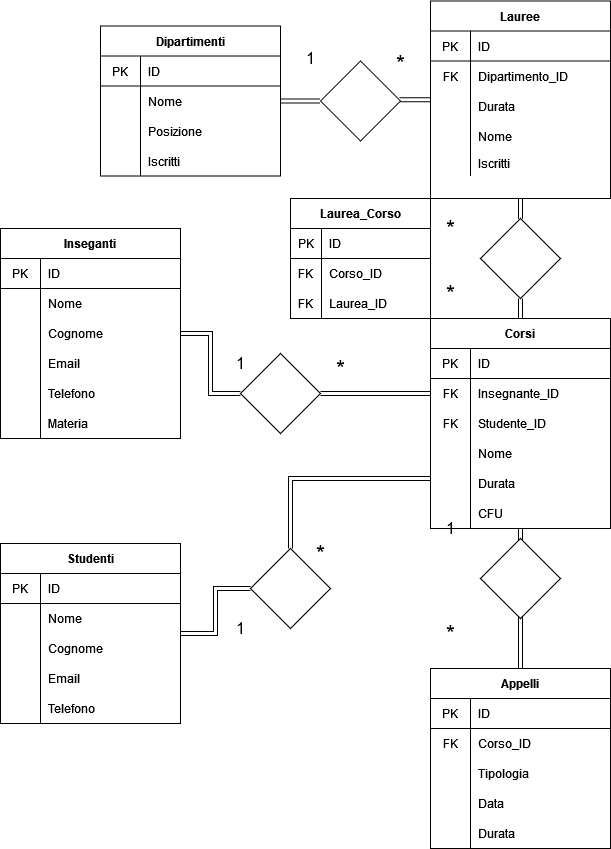 Dipartimenti
PK ID
Nome
Posizione
Iscritti
1
*
Lauree
PK ID
FK Dipartimento_ID
Durata
Nome
Iscritti
Laurea_Corso
PK ID
FK Corso_ID
FK Laurea_ID
*
*
Inseganti
PK ID
Nome
Cognome
Email
Telefono
Materia
1
*
Corsi
PK ID
FK Insegnante_ID
FK Studente_ID
Nome
Durata
CFU
Studenti
PK ID
Nome
Cognome
Email
Telefono
1
*
1
*
Appelli
PK ID
FK Corso_ID
Tipologia
Data
Durata